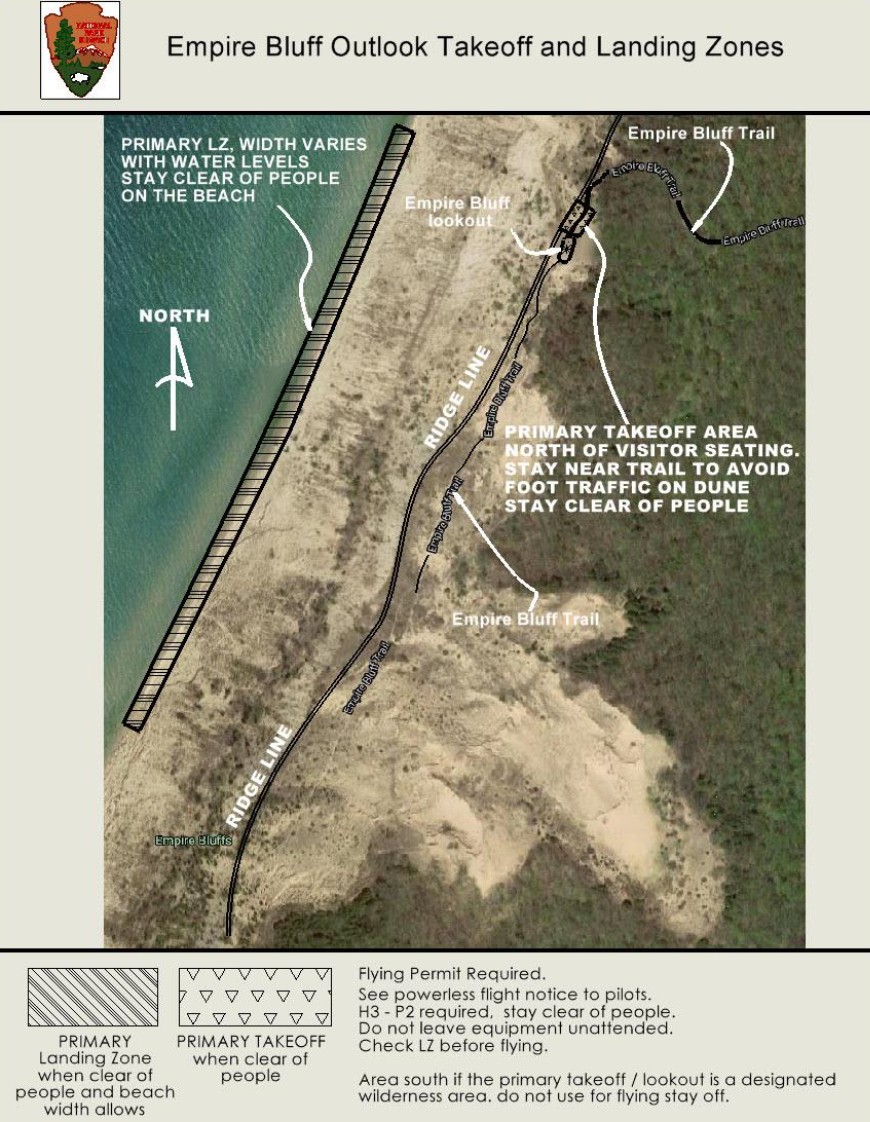 NATIONAL
PARK
SERVICE
Empire Bluff Outlook Takeoff and Landing Zones
PRIMARY LZ, WIDTH VARIES
WITH WATER LEVELS
STAY CLEAR OF PEOPLE
ON THE BEACH
Empire Bluff Trail
Empire Bluff Trail
Empire Bluff Trail
Empire Bluff
lookout
NORTH
RIDGE LINE
Empire Bluff Trail
PRIMARY TAKEOFF AREA
NORTH OF VISITOR SEATING.
STAY NEAR TRAIL TO AVOID
FOOT TRAFFIC ON DUNE
STAY CLEAR OF PEOPLE
Empire Bluff Trail
Empire Bluff Trail
Empire Bluff Trail
RIDGE LINE
Empire Bluffs
PRIMARY
Landing Zone
when clear of
people and beach
width allows
PRIMARY TAKEOFF
when clear of
people
Flying Permit Required.
See powerless flight notice to pilots.
H3 - P2 required, stay clear of people.
Do not leave equipment unattended.
Check LZ before flying.
Area south if the primary takeoff / lookout is a designated
wilderness area. do not use for flying stay off.